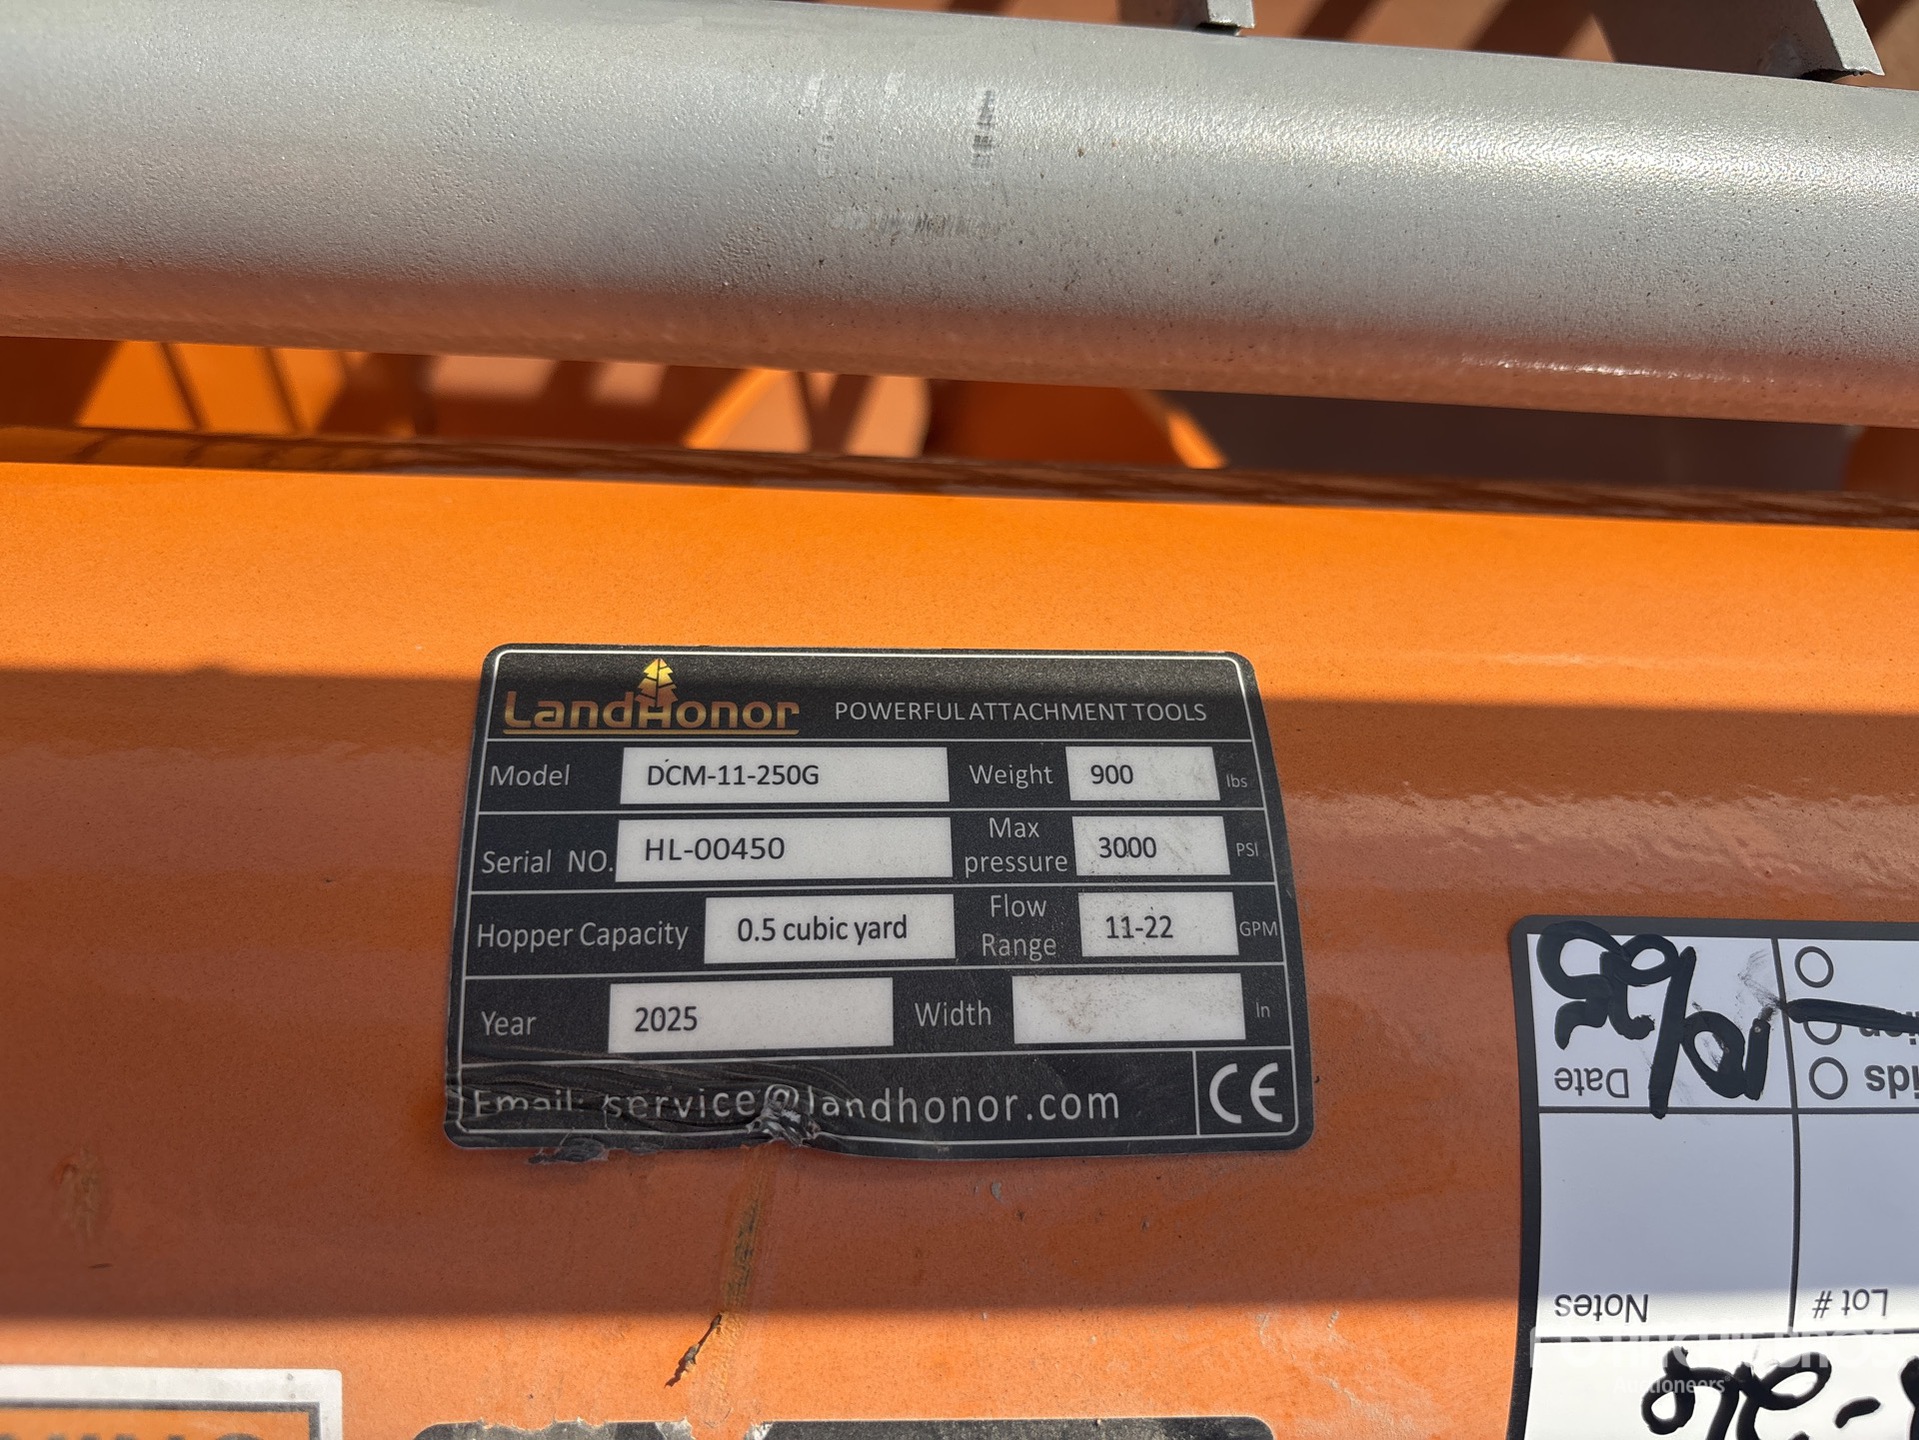 LandHonor POWERFUL ATTACHMENT TOOLS
Model DCM-11-250G Weight 900 lbs
Serial NO. HL-00450 Max pressure 3000 PSI
Hopper Capacity 0.5 cubic yard Flow Range 11-22 GPM
Year 2025 Width In
Email: service@landhonor.com CE
Date
Notes
Lot #
Auctioneers